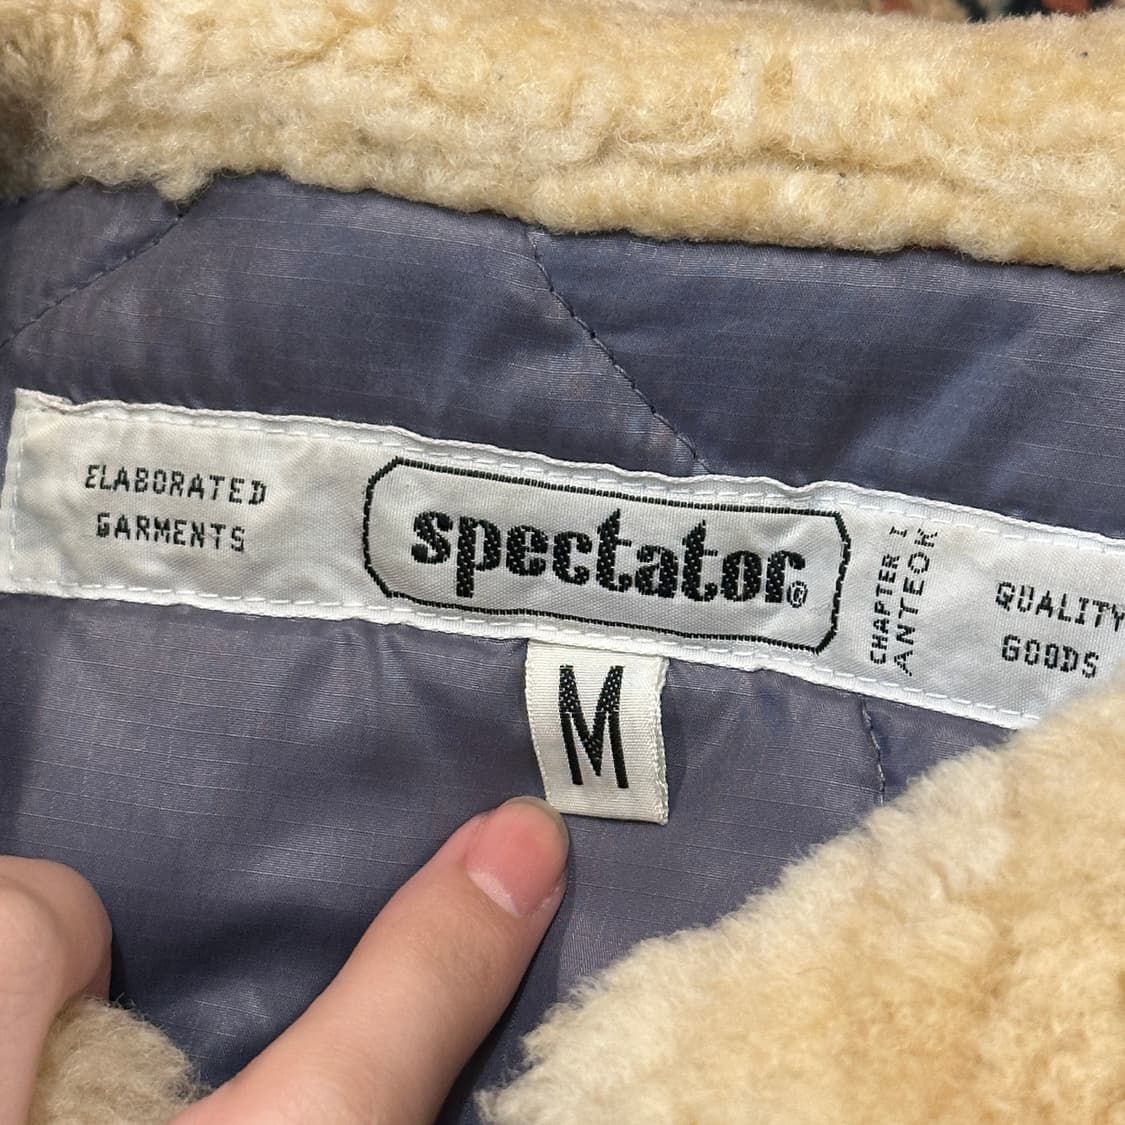 ELABORATED
GARMENTS
spectator®
CHAPTER I
ANTEOK
QUALITY
GOODS
M